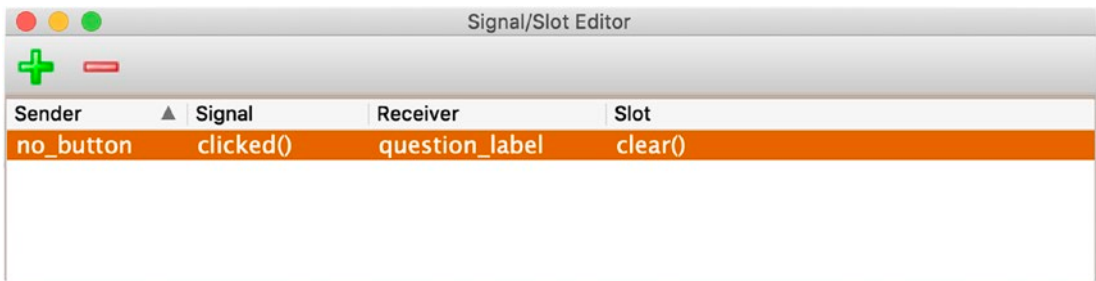 Signal/Slot Editor
Sender Signal Receiver Slot
no_button clicked() question_label clear()